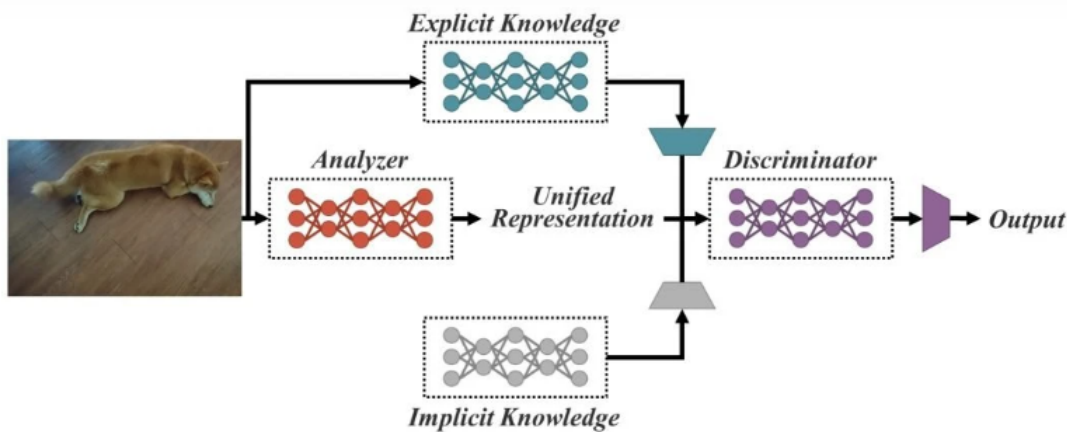 Explicit Knowledge
Analyzer
Unified
Representation
Discriminator
Output
Implicit Knowledge